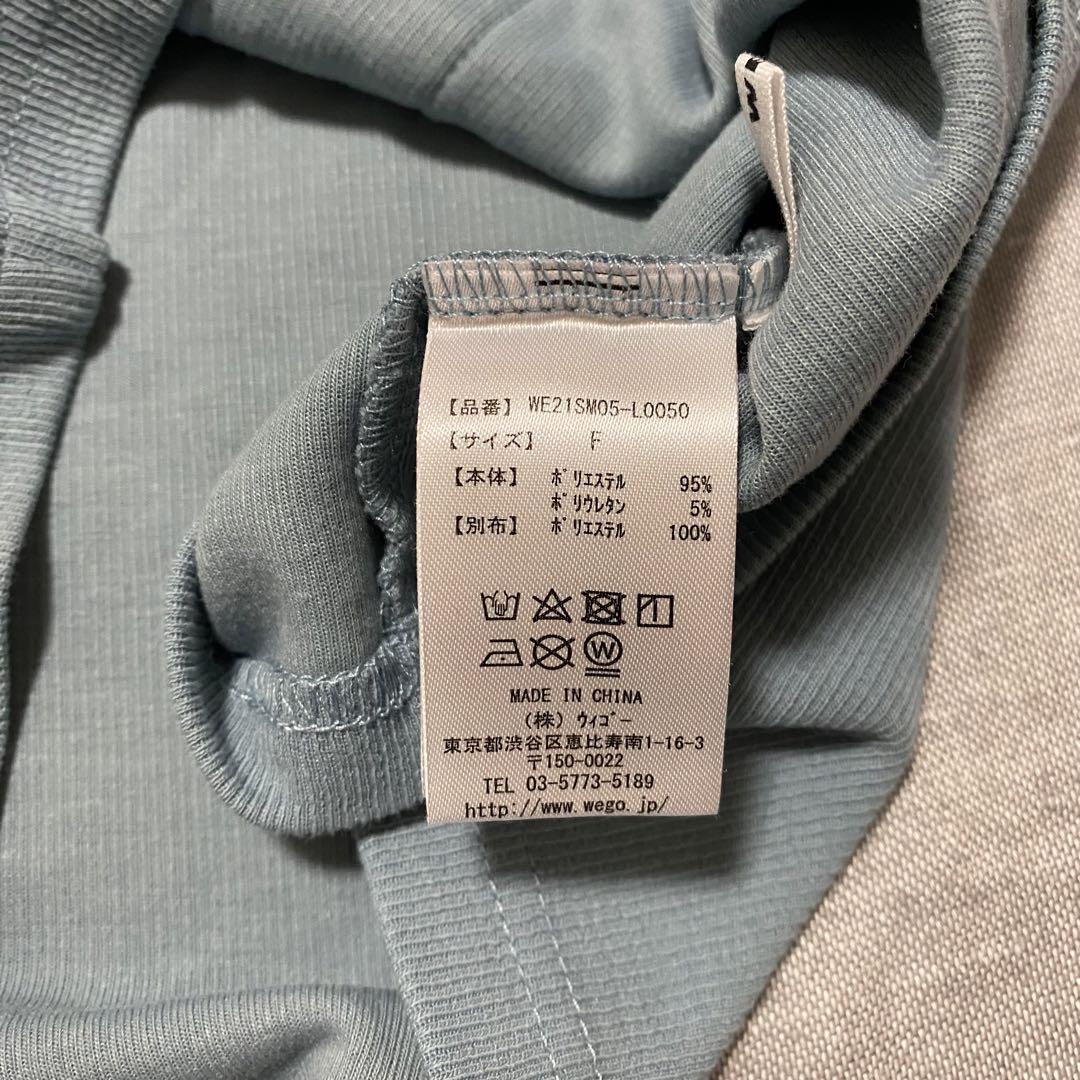 W
【品番】 WE21SM05-L0050
【サイズ】 F
【本体】 ﾎﾟﾘｴｽﾃﾙ 95%
ﾎﾟﾘｳﾚﾀﾝ 5%
【別布】 ﾎﾟﾘｴｽﾃﾙ 100%
W
MADE IN CHINA
(株) ｳｨｺﾞｰ
東京都渋谷区恵比寿南1-16-3
〒150-0022
TEL 03-5773-5189
http://www.wego.jp/